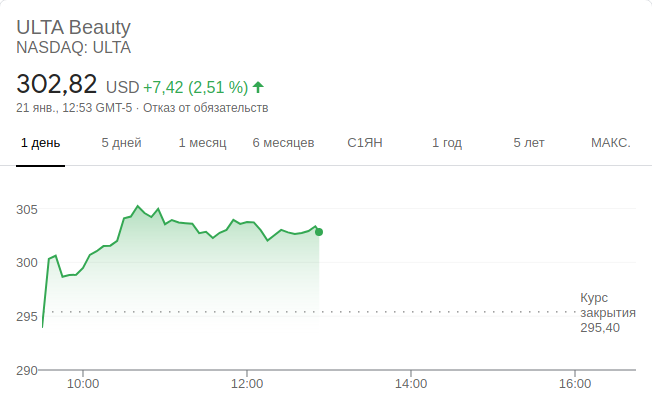 ULTA Beauty
NASDAQ: ULTA
302,82 USD +7,42 (2,51 %)
21 янв., 12:53 GMT-5 · Отказ от обязательств
1 день 5 дней 1 месяц 6 месяцев С1ЯН 1 год 5 лет МАКС.
305
300
295
290
Курс
закрытия
295,40
10:00 12:00 14:00 16:00